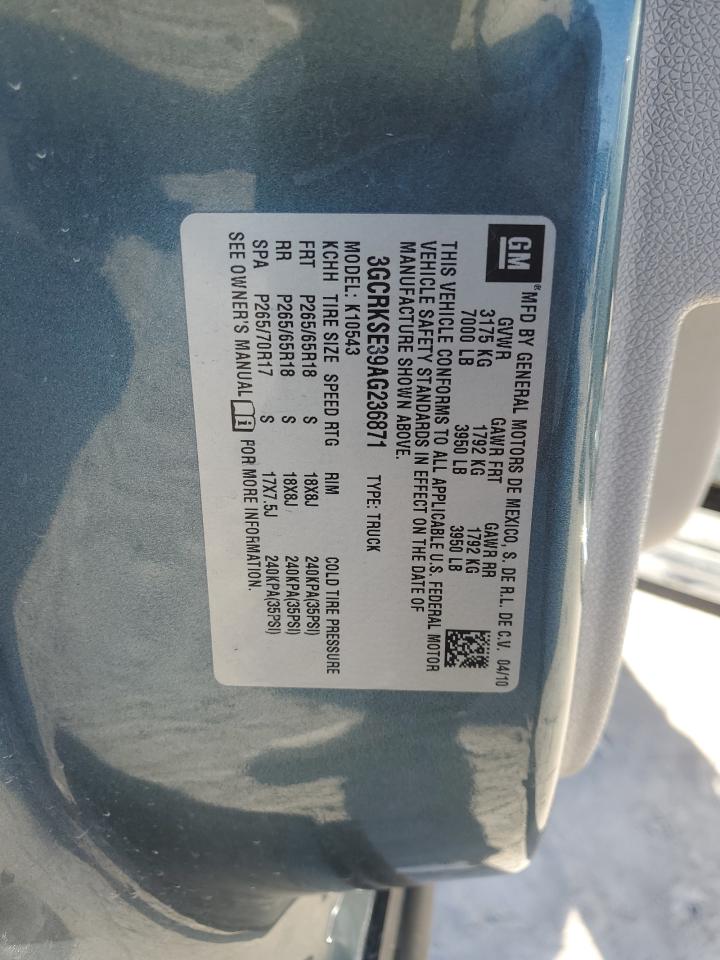 GM ® MFD BY GENERAL MOTORS DE MEXICO, S. DE R.L. DE C.V. 04/10
GVWR GAWR FRT GAWR RR
3175 KG 1792 KG 1792 KG
7000 LB 3950 LB 3950 LB
THIS VEHICLE CONFORMS TO ALL APPLICABLE U.S. FEDERAL MOTOR
VEHICLE SAFETY STANDARDS IN EFFECT ON THE DATE OF
MANUFACTURE SHOWN ABOVE.
3GCRKSE39AG236871 TYPE: TRUCK
MODEL: K10543
KCHH TIRE SIZE SPEED RTG RIM COLD TIRE PRESSURE
FRT P265/65R18 S 18X8J 240KPA(35PSI)
RR P265/65R18 S 18X8J 240KPA(35PSI)
SPA P265/70R17 S 17X7.5J 240KPA(35PSI)
SEE OWNER'S MANUAL i FOR MORE INFORMATION.